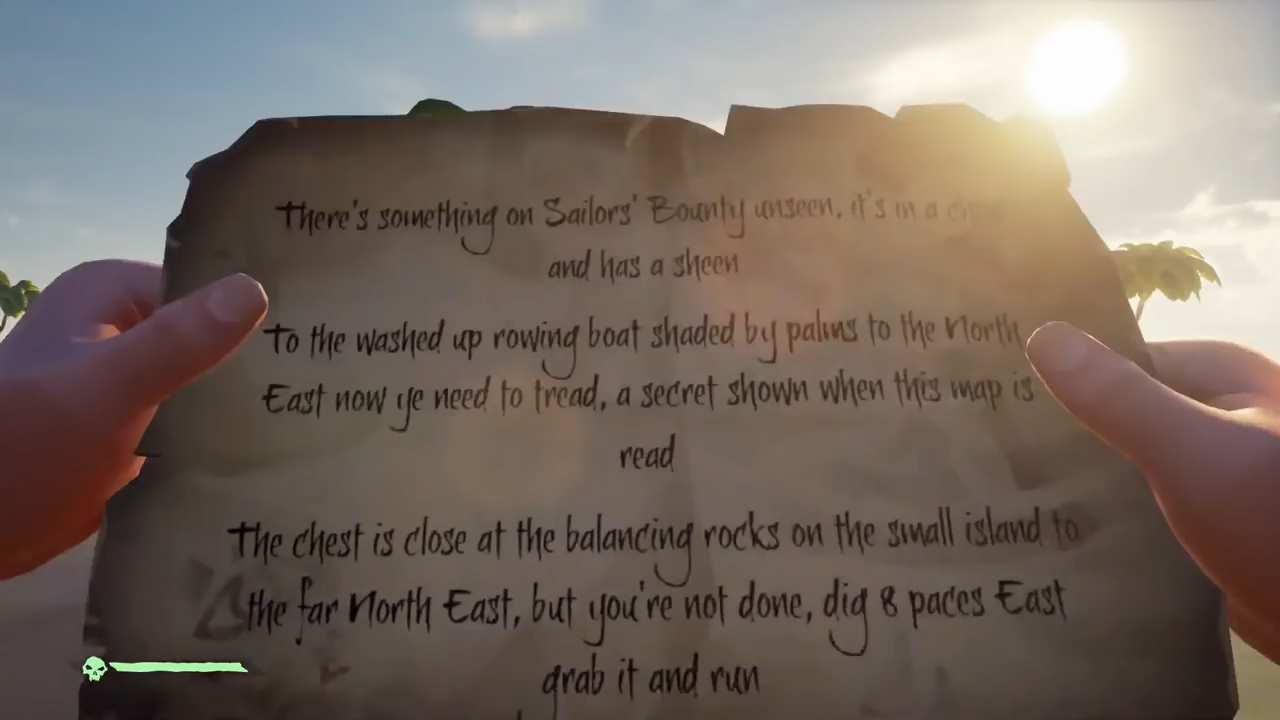 There's something on Sailors' Bounty unseen, it's in a
and has a sheen
To the washed up rowing boat shaded by palms to the North
East now ye need to tread, a secret shown when this map is
read
The chest is close at the balancing rocks on the small island to
the far North East, but you're not done, dig 8 paces East
grab it and run